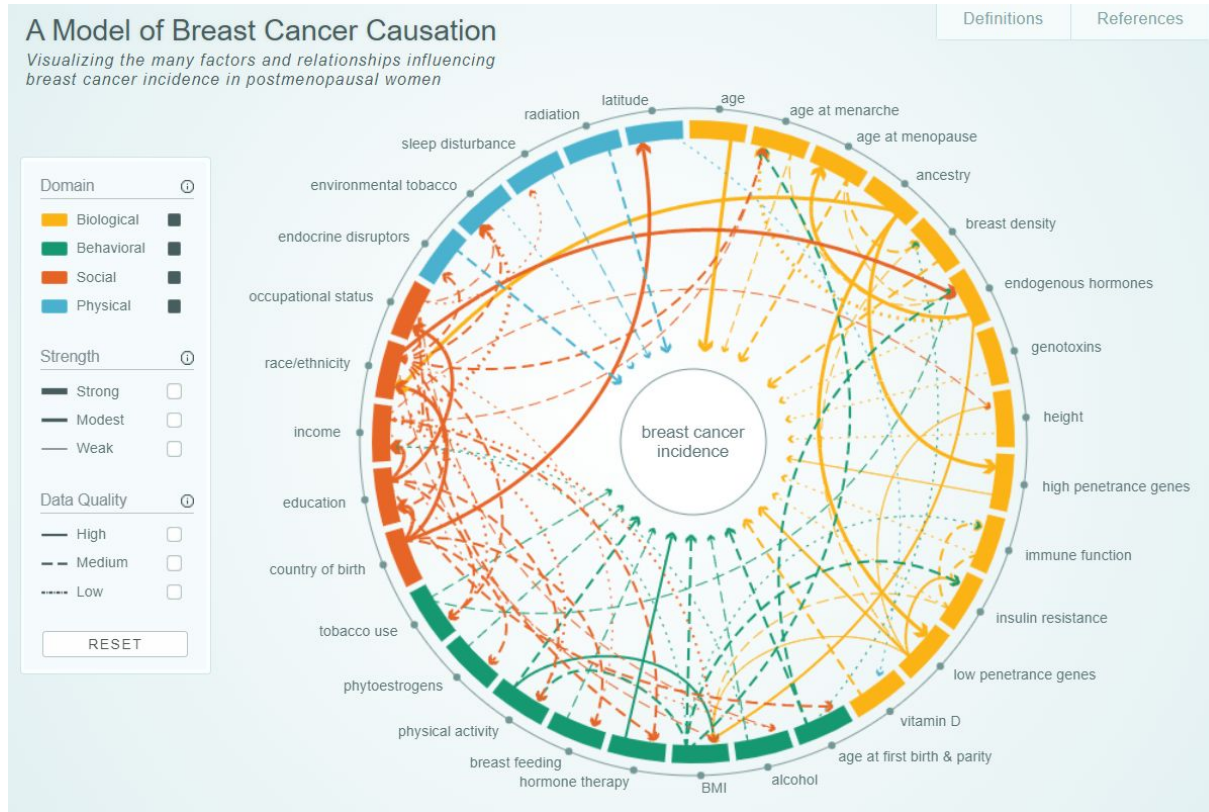 A Model of Breast Cancer Causation
Visualizing the many factors and relationships influencing
breast cancer incidence in postmenopausal women
Definitions
References
Domain
Biological
Behavioral
Social
Physical
Strength
Strong
Modest
Weak
Data Quality
High
Medium
Low
RESET
age
age at menarche
age at menopause
ancestry
breast density
endogenous hormones
genotoxins
height
high penetrance genes
immune function
insulin resistance
low penetrance genes
vitamin D
age at first birth & parity
alcohol
BMI
hormone therapy
breast feeding
physical activity
phytoestrogens
tobacco use
country of birth
education
income
race/ethnicity
occupational status
endocrine disruptors
environmental tobacco
sleep disturbance
radiation
latitude
breast cancer
incidence